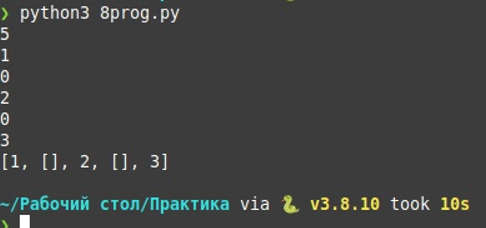 ❯ python3 8prog.py
5
1
0
2
0
3
[1, [], 2, [], 3]
~/Рабочий стол/Практика via 🐍 v3.8.10 took 10s
❯